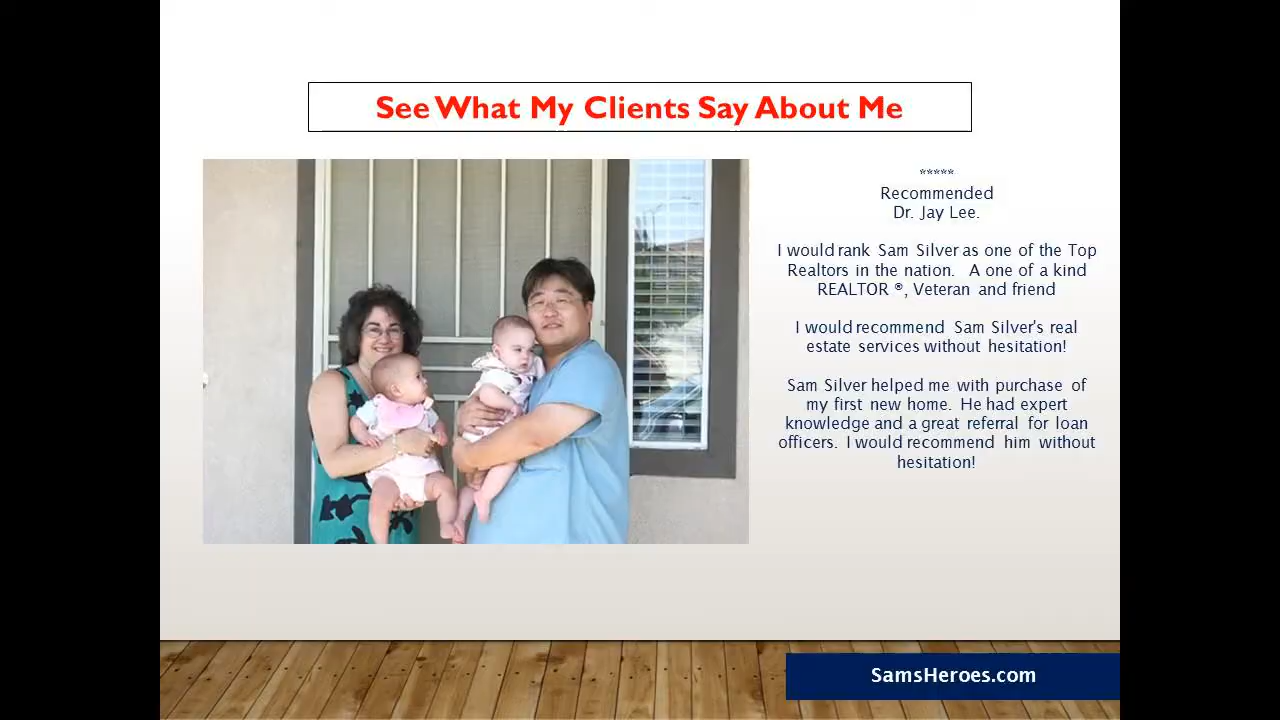 See What My Clients Say About Me
*****
Recommended
Dr. Jay Lee.
I would rank Sam Silver as one of the Top
Realtors in the nation. A one of a kind
REALTOR ®, Veteran and friend
I would recommend Sam Silver's real
estate services without hesitation!
Sam Silver helped me with purchase of
my first new home. He had expert
knowledge and a great referral for loan
officers. I would recommend him without
hesitation!
SamsHeroes.com